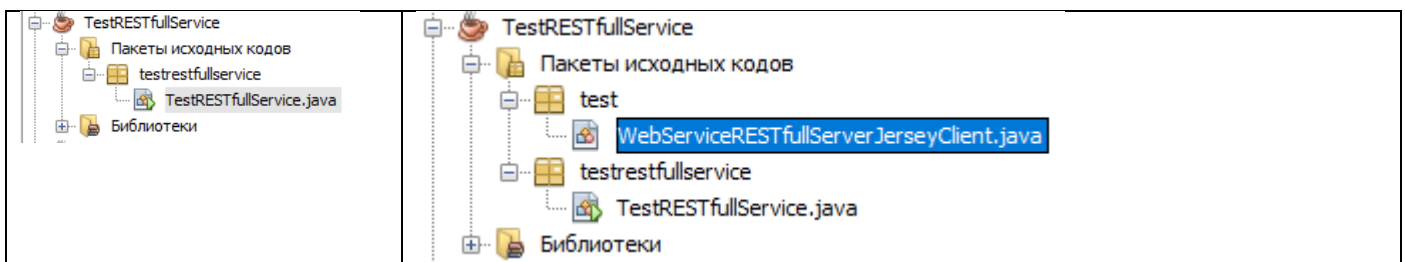 TestRESTfullService
Пакеты исходных кодов
testrestfullservice
TestRESTfullService.java
Библиотеки
TestRESTfullService
Пакеты исходных кодов
test
WebServiceRESTfullServerJerseyClient.java
testrestfullservice
TestRESTfullService.java
Библиотеки